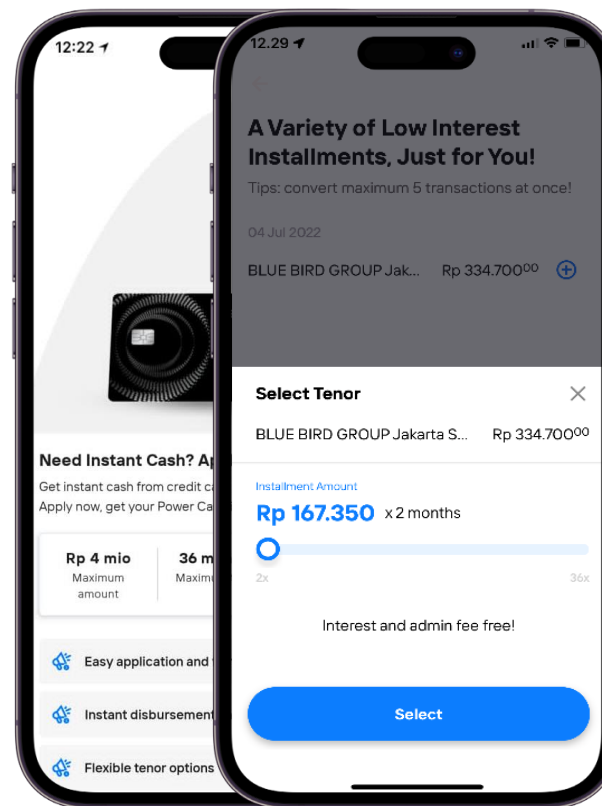 12:22
Need Instant Cash?
Get instant cash from credit
Apply now, get your Power
Rp 4 mio
Maximum
amount
36
Easy application and
Instant disbursement
Flexible tenor options
12.29
A Variety of Low Interest
Installments, Just for You!
Tips: convert maximum 5 transactions at once!
04 Jul 2022
BLUE BIRD GROUP Jak... Rp 334.700⁰⁰
Select Tenor
BLUE BIRD GROUP Jakarta S... Rp 334.700⁰⁰
Installment Amount
Rp 167.350 x 2 months
2x 36x
Interest and admin fee free!
Select